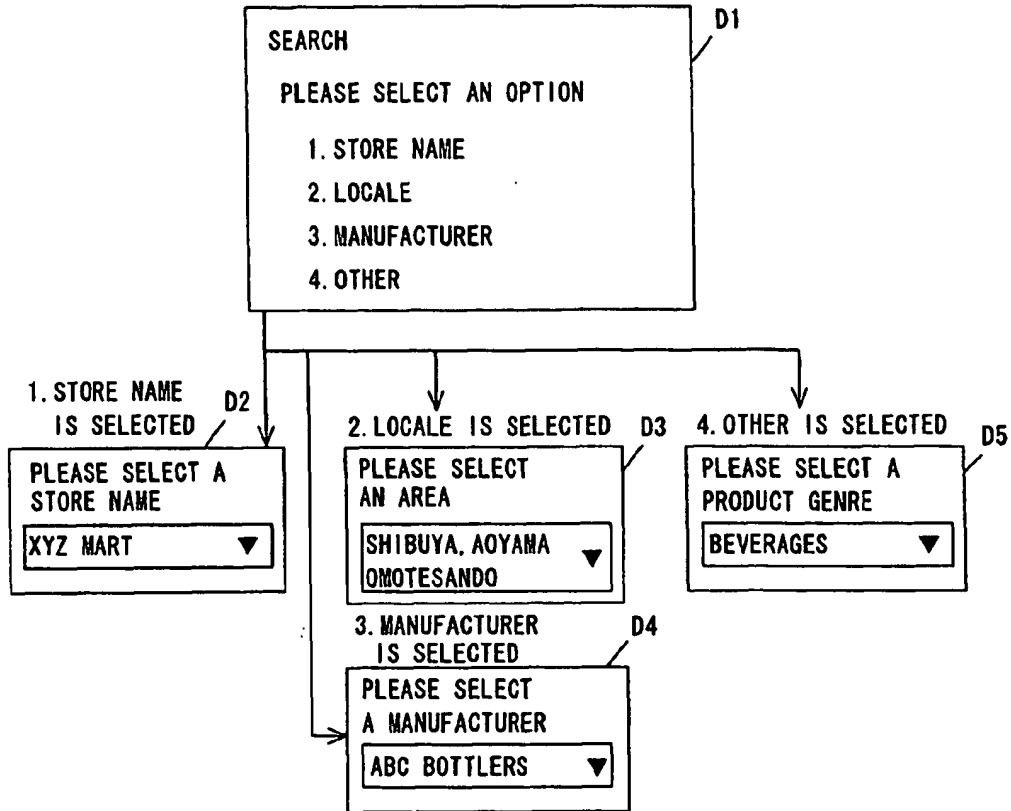 D1
SEARCH
PLEASE SELECT AN OPTION
1. STORE NAME
2. LOCALE
3. MANUFACTURER
4. OTHER
1. STORE NAME
IS SELECTED
D2
PLEASE SELECT A
STORE NAME
XYZ MART
2. LOCALE IS SELECTED
D3
PLEASE SELECT
AN AREA
SHIBUYA, AOYAMA
OMOTESANDO
4. OTHER IS SELECTED
D5
PLEASE SELECT A
PRODUCT GENRE
BEVERAGES
3. MANUFACTURER
IS SELECTED
D4
PLEASE SELECT
A MANUFACTURER
ABC BOTTLERS